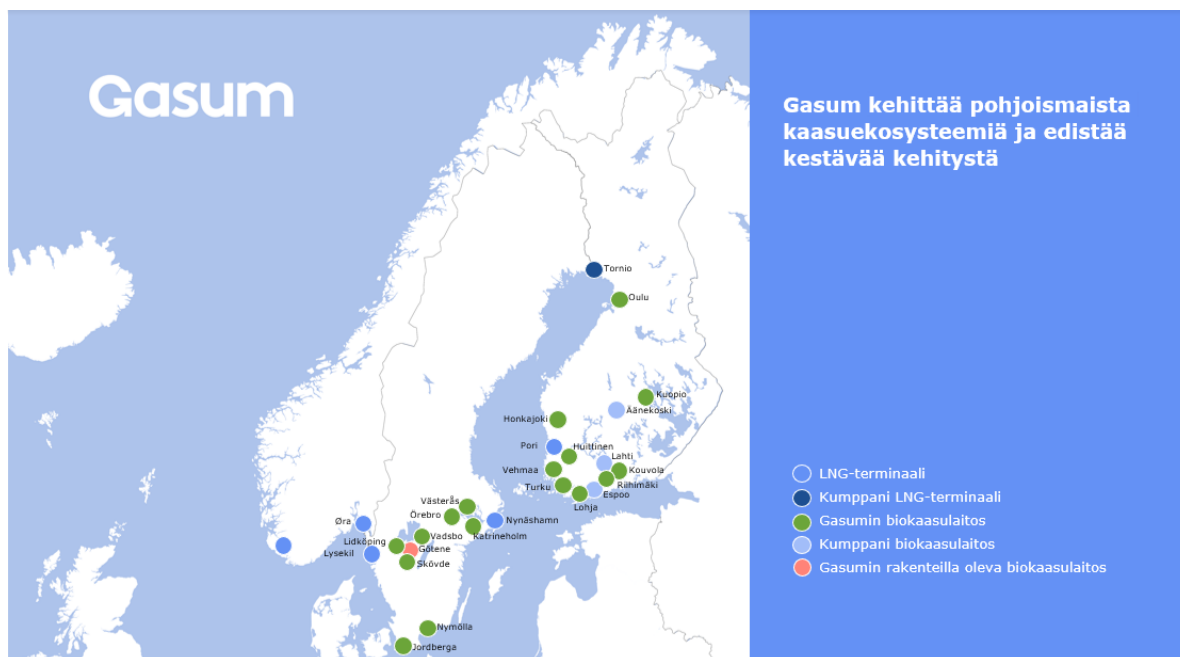 Gasum
Gasum kehittää pohjoismaista
kaasuekosysteemiä ja edistää
kestävää kehitystä
Tornio
Oulu
Kuopio
Äänekoski
Honkajoki
Pori
Huittinen
Lahti
Vehmaa
Kouvola
Turku
Riihimäki
Espoo
Lohja
Västerås
Örebro
Nynäshamn
Øra
Katrineholm
Lidköping
Vadsbo
Götene
Lysekil
Skövde
Nymölla
Jordberga
LNG-terminaali
Kumppani LNG-terminaali
Gasumin biokaasulaitos
Kumppani biokaasulaitos
Gasumin rakenteilla oleva biokaasulaitos